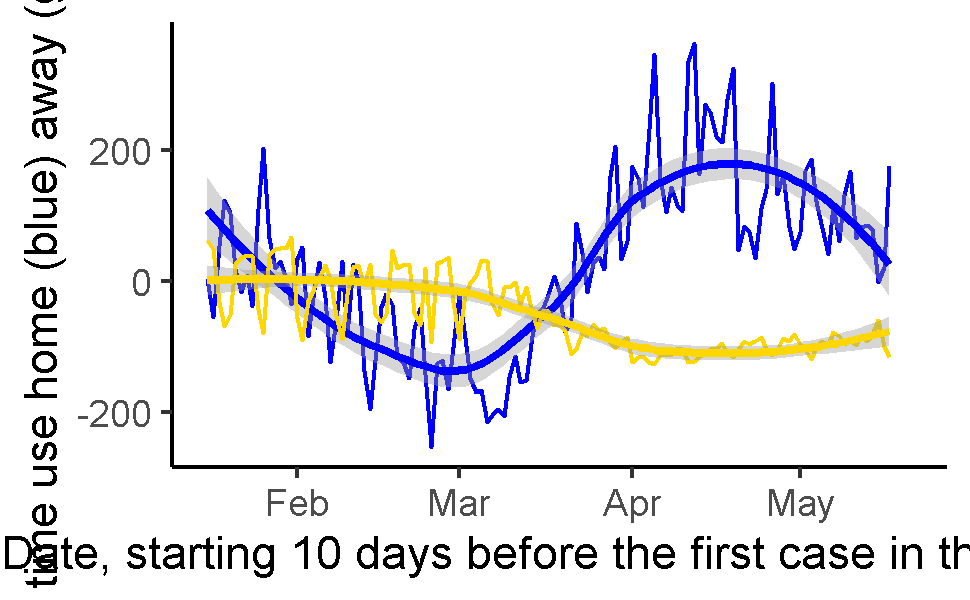 time use home (blue) away (
200
0
-200
Feb Mar Apr May
Date, starting 10 days before the first case in th